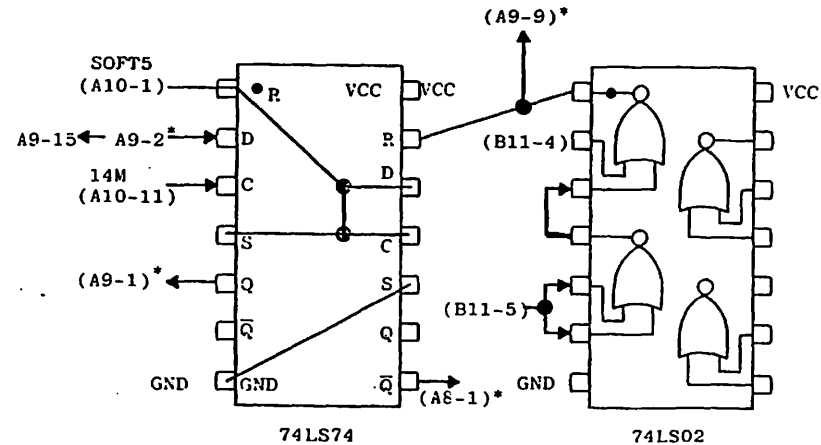 (A9-9)*
SOFT5
(A10-1)
R
VCC
VCC
VCC
A9-15
A9-2*
D
R
(B11-4)
14M
(A10-11)
C
D
S
C
(A9-1)*
Q
S
(B11-5)
Q̄
Q
GND
GND
Q̄
(A8-1)*
GND
74LS74
74LS02